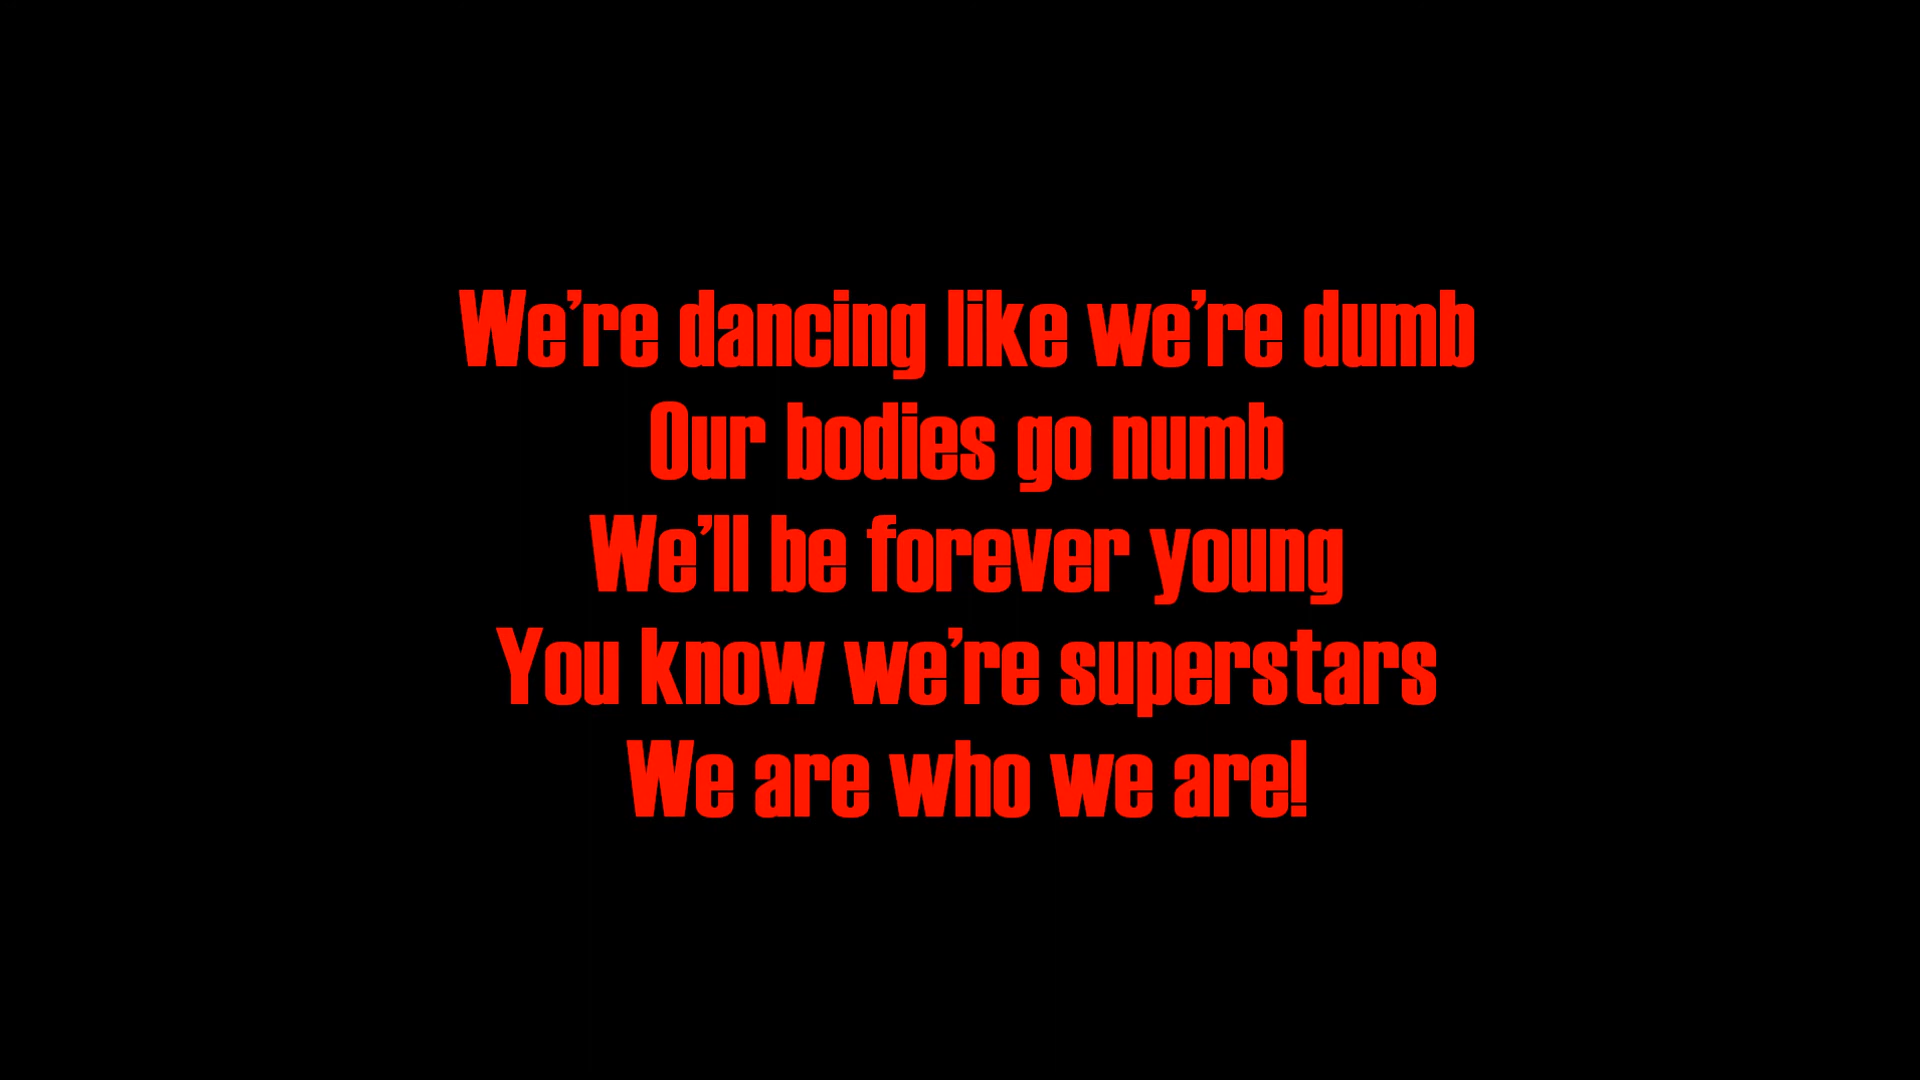 We're dancing like we're dumb
Our bodies go numb
We'll be forever young
You know we're superstars
We are who we are!